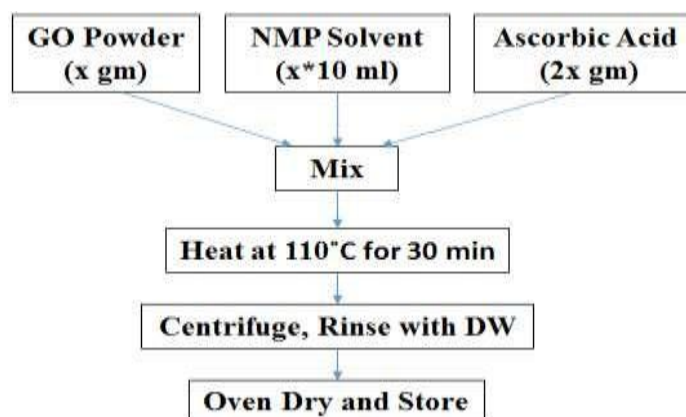 GO Powder
(x gm)
NMP Solvent
(x*10 ml)
Ascorbic Acid
(2x gm)
Mix
Heat at 110°C for 30 min
Centrifuge, Rinse with DW
Oven Dry and Store